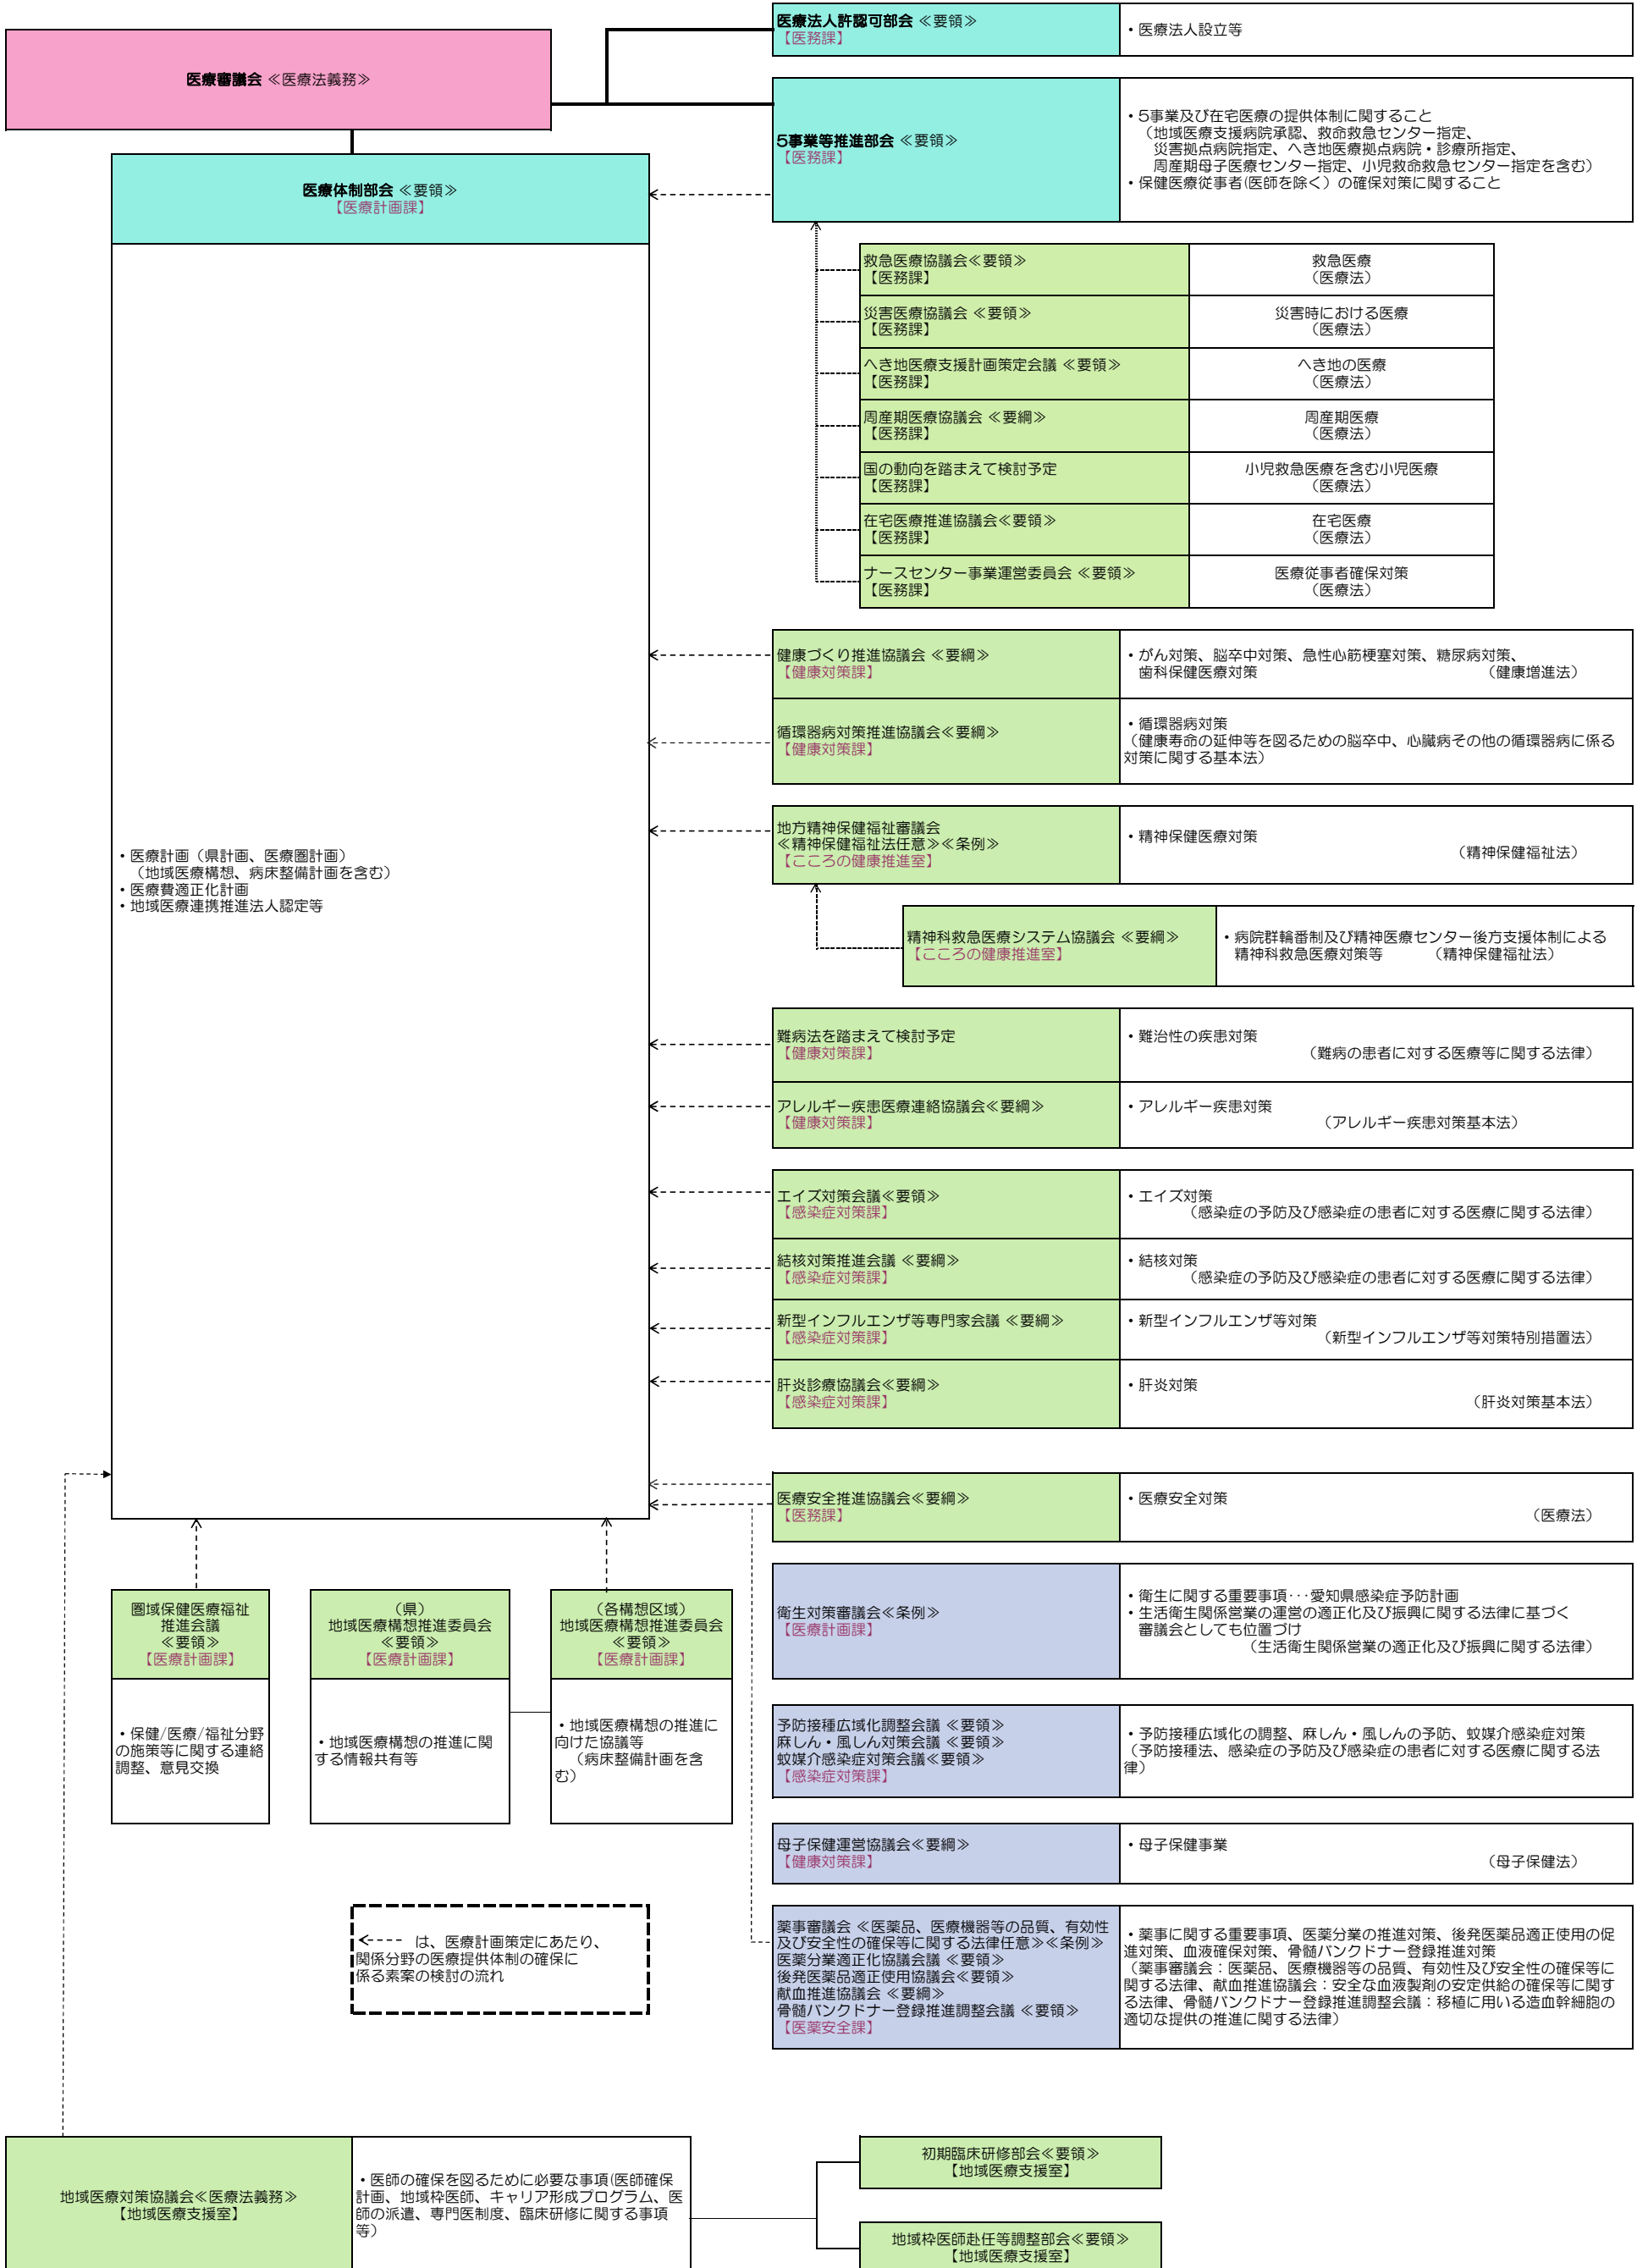 医療審議会 ≪医療法義務≫
医療法人許認可部会 ≪要領≫
【医務課】
・医療法人設立等
5事業等推進部会 ≪要領≫
【医務課】
・5事業及び在宅医療の提供体制に関すること
（地域医療支援病院承認、救命救急センター指定、
災害拠点病院指定、へき地医療拠点病院・診療所指定、
周産期母子医療センター指定、小児救命救急センター指定を含む）
・保健医療従事者(医師を除く）の確保対策に関すること
医療体制部会 ≪要領≫
【医療計画課】
・医療計画（県計画、医療圏計画）
（地域医療構想、病床整備計画を含む）
・医療費適正化計画
・地域医療連携推進法人認定等
救急医療協議会≪要領≫
【医務課】
救急医療
（医療法）
災害医療協議会 ≪要領≫
【医務課】
災害時における医療
（医療法）
へき地医療支援計画策定会議 ≪要領≫
【医務課】
へき地の医療
（医療法）
周産期医療協議会 ≪要綱≫
【医務課】
周産期医療
（医療法）
国の動向を踏まえて検討予定
【医務課】
小児救急医療を含む小児医療
（医療法）
在宅医療推進協議会≪要領≫
【医務課】
在宅医療
（医療法）
ナースセンター事業運営委員会 ≪要領≫
【医務課】
医療従事者確保対策
（医療法）
健康づくり推進協議会 ≪要綱≫
【健康対策課】
・がん対策、脳卒中対策、急性心筋梗塞対策、糖尿病対策、
歯科保健医療対策 （健康増進法）
循環器病対策推進協議会≪要綱≫
【健康対策課】
・循環器病対策
（健康寿命の延伸等を図るための脳卒中、心臓病その他の循環器病に係る
対策に関する基本法）
地方精神保健福祉審議会
≪精神保健福祉法任意≫≪条例≫
【こころの健康推進室】
・精神保健医療対策
（精神保健福祉法）
精神科救急医療システム協議会 ≪要綱≫
【こころの健康推進室】
・病院群輪番制及び精神医療センター後方支援体制による
精神科救急医療対策等 （精神保健福祉法）
難病法を踏まえて検討予定
【健康対策課】
・難治性の疾患対策
（難病の患者に対する医療等に関する法律）
アレルギー疾患医療連絡協議会≪要綱≫
【健康対策課】
・アレルギー疾患対策
（アレルギー疾患対策基本法）
エイズ対策会議≪要領≫
【感染症対策課】
・エイズ対策
（感染症の予防及び感染症の患者に対する医療に関する法律）
結核対策推進会議 ≪要綱≫
【感染症対策課】
・結核対策
（感染症の予防及び感染症の患者に対する医療に関する法律）
新型インフルエンザ等専門家会議 ≪要綱≫
【感染症対策課】
・新型インフルエンザ等対策
（新型インフルエンザ等対策特別措置法）
肝炎診療協議会≪要綱≫
【感染症対策課】
・肝炎対策
（肝炎対策基本法）
医療安全推進協議会≪要綱≫
【医務課】
・医療安全対策
（医療法）
圏域保健医療福祉
推進会議
≪要領≫
【医療計画課】
・保健/医療/福祉分野
の施策等に関する連絡
調整、意見交換
（県）
地域医療構想推進委員会
≪要領≫
【医療計画課】
・地域医療構想の推進に関
する情報共有等
（各構想区域）
地域医療構想推進委員会
≪要領≫
【医療計画課】
・地域医療構想の推進に
向けた協議等
（病床整備計画を含
む）
衛生対策審議会≪条例≫
【医療計画課】
・衛生に関する重要事項･･･愛知県感染症予防計画
・生活衛生関係営業の運営の適正化及び振興に関する法律に基づく
審議会としても位置づけ
（生活衛生関係営業の適正化及び振興に関する法律）
予防接種広域化調整会議 ≪要領≫
麻しん・風しん対策会議 ≪要領≫
蚊媒介感染症対策会議≪要領≫
【感染症対策課】
・予防接種広域化の調整、麻しん・風しんの予防、蚊媒介感染症対策
（予防接種法、感染症の予防及び感染症の患者に対する医療に関する法
律）
母子保健運営協議会≪要綱≫
【健康対策課】
・母子保健事業
（母子保健法）
は、医療計画策定にあたり、
関係分野の医療提供体制の確保に
係る素案の検討の流れ
薬事審議会 ≪医薬品、医療機器等の品質、有効性
及び安全性の確保等に関する法律任意≫≪条例≫
医薬分業適正化協議会議 ≪要領≫
後発医薬品適正使用協議会≪要領≫
献血推進協議会 ≪要綱≫
骨髄バンクドナー登録推進調整会議 ≪要領≫
【医薬安全課】
・薬事に関する重要事項、医薬分業の推進対策、後発医薬品適正使用の促
進対策、血液確保対策、骨髄バンクドナー登録推進対策
（薬事審議会：医薬品、医療機器等の品質、有効性及び安全性の確保等に
関する法律、献血推進協議会：安全な血液製剤の安定供給の確保等に関す
る法律、骨髄バンクドナー登録推進調整会議：移植に用いる造血幹細胞の
適切な提供の推進に関する法律）
地域医療対策協議会≪医療法義務≫
【地域医療支援室】
・医師の確保を図るために必要な事項(医師確保
計画、地域枠医師、キャリア形成プログラム、医
師の派遣、専門医制度、臨床研修に関する事項
等）
初期臨床研修部会≪要領≫
【地域医療支援室】
地域枠医師赴任等調整部会≪要領≫
【地域医療支援室】